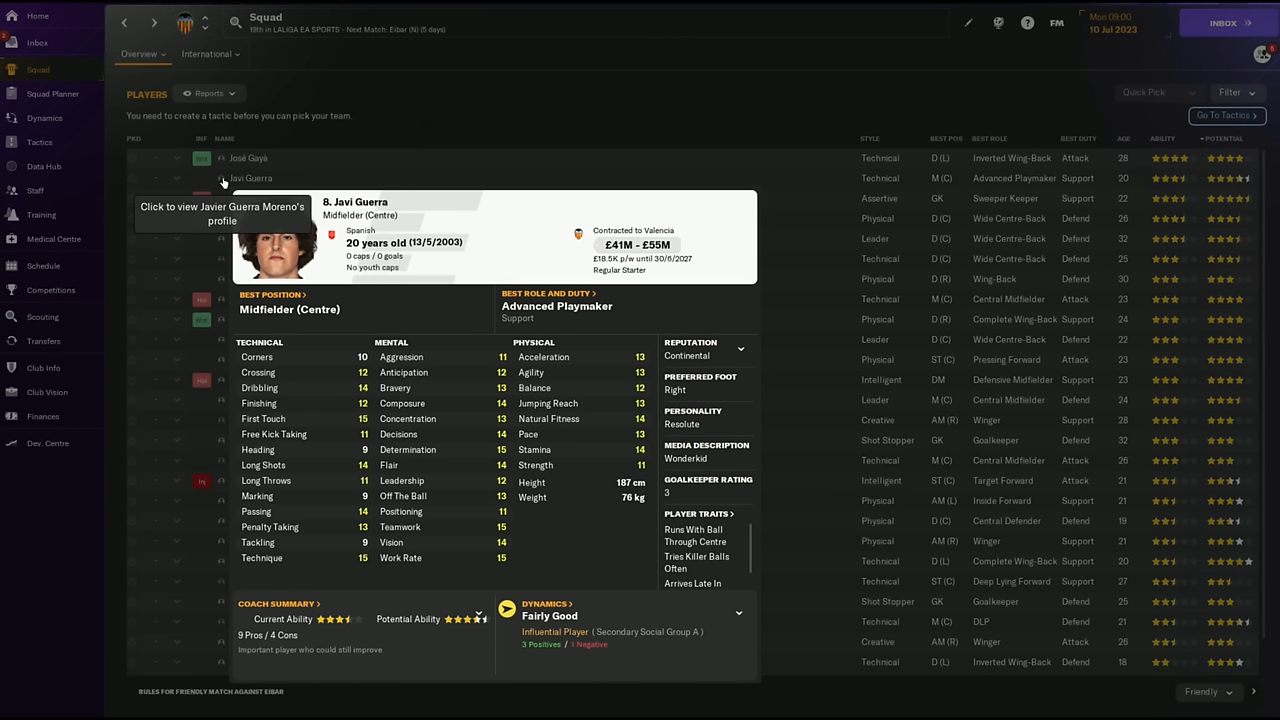 Home
2
Inbox
Squad
Squad Planner
Dynamics
Tactics
Data Hub
Staff
Training
Medical Centre
Schedule
Competitions
Scouting
Transfers
Club Info
Club Vision
Finances
Dev. Centre
Squad
19th in LALIGA EA SPORTS - Next Match: Eibar (N) (5 days)
?
FM
Mon 09:00
10 Jul 2023
INBOX
Overview
International
PLAYERS
Reports
Quick Pick
Filter
You need to create a tactic before you can pick your team.
Go To Tactics >
PKD INF NAME STYLE BEST POS BEST ROLE BEST DUTY AGE ABILITY POTENTIAL
Wnt José Gayà Technical D (L) Inverted Wing-Back Attack 28
Javi Guerra Technical M (C) Advanced Playmaker Support 20
Assertive GK Sweeper Keeper Support 22
Physical D (C) Wide Centre-Back Defend 26
Leader D (C) Wide Centre-Back Defend 32
Technical D (C) Wide Centre-Back Support 25
Physical D (R) Wing-Back Defend 30
Technical M (C) Central Midfielder Attack 23
Physical D (R) Complete Wing-Back Support 24
Leader D (C) Wide Centre-Back Defend 22
Physical ST (C) Pressing Forward Attack 23
Intelligent DM Defensive Midfielder Support 23
Leader M (C) Central Midfielder Defend 24
Creative AM (R) Winger Support 28
Shot Stopper GK Goalkeeper Defend 32
Technical M (C) Central Midfielder Attack 26
Inj Intelligent ST (C) Target Forward Attack 21
Physical AM (L) Inside Forward Support 21
Physical D (C) Central Defender Defend 19
Physical AM (R) Winger Support 21
Technical D (L) Complete Wing-Back Support 20
Technical ST (C) Deep Lying Forward Support 27
Shot Stopper GK Goalkeeper Defend 25
Technical M (C) DLP Defend 21
Creative AM (R) Winger Attack 26
Physical D (L) Inverted Wing-Back Defend 18
Click to view Javier Guerra Moreno's
profile
8. Javi Guerra
Midfielder (Centre)
Spanish
20 years old (13/5/2003)
0 caps / 0 goals
No youth caps
Contracted to Valencia
£41M - £55M
£18.5K p/w until 30/6/2027
Regular Starter
BEST POSITION >
Midfielder (Centre)
BEST ROLE AND DUTY >
Advanced Playmaker
Support
TECHNICAL MENTAL PHYSICAL
Corners 10 Aggression 11 Acceleration 13
Crossing 12 Anticipation 12 Agility 13
Dribbling 14 Bravery 13 Balance 12
Finishing 12 Composure 14 Jumping Reach 13
First Touch 15 Concentration 13 Natural Fitness 14
Free Kick Taking 11 Decisions 14 Pace 13
Heading 9 Determination 15 Stamina 14
Long Shots 14 Flair 14 Strength 11
Long Throws 11 Leadership 12 Height 187 cm
Marking 9 Off The Ball 13 Weight 76 kg
Passing 14 Positioning 11
Penalty Taking 13 Teamwork 15
Tackling 9 Vision 14
Technique 15 Work Rate 15
REPUTATION
Continental
PREFERRED FOOT
Right
PERSONALITY
Resolute
MEDIA DESCRIPTION
Wonderkid
GOALKEEPER RATING
3
PLAYER TRAITS >
Runs With Ball
Through Centre
Tries Killer Balls
Often
Arrives Late In
COACH SUMMARY >
Current Ability Potential Ability
9 Pros / 4 Cons
Important player who could still improve
DYNAMICS >
Fairly Good
Influential Player ( Secondary Social Group A )
3 Positives / 1 Negative
RULES FOR FRIENDLY MATCH AGAINST EIBAR
Friendly